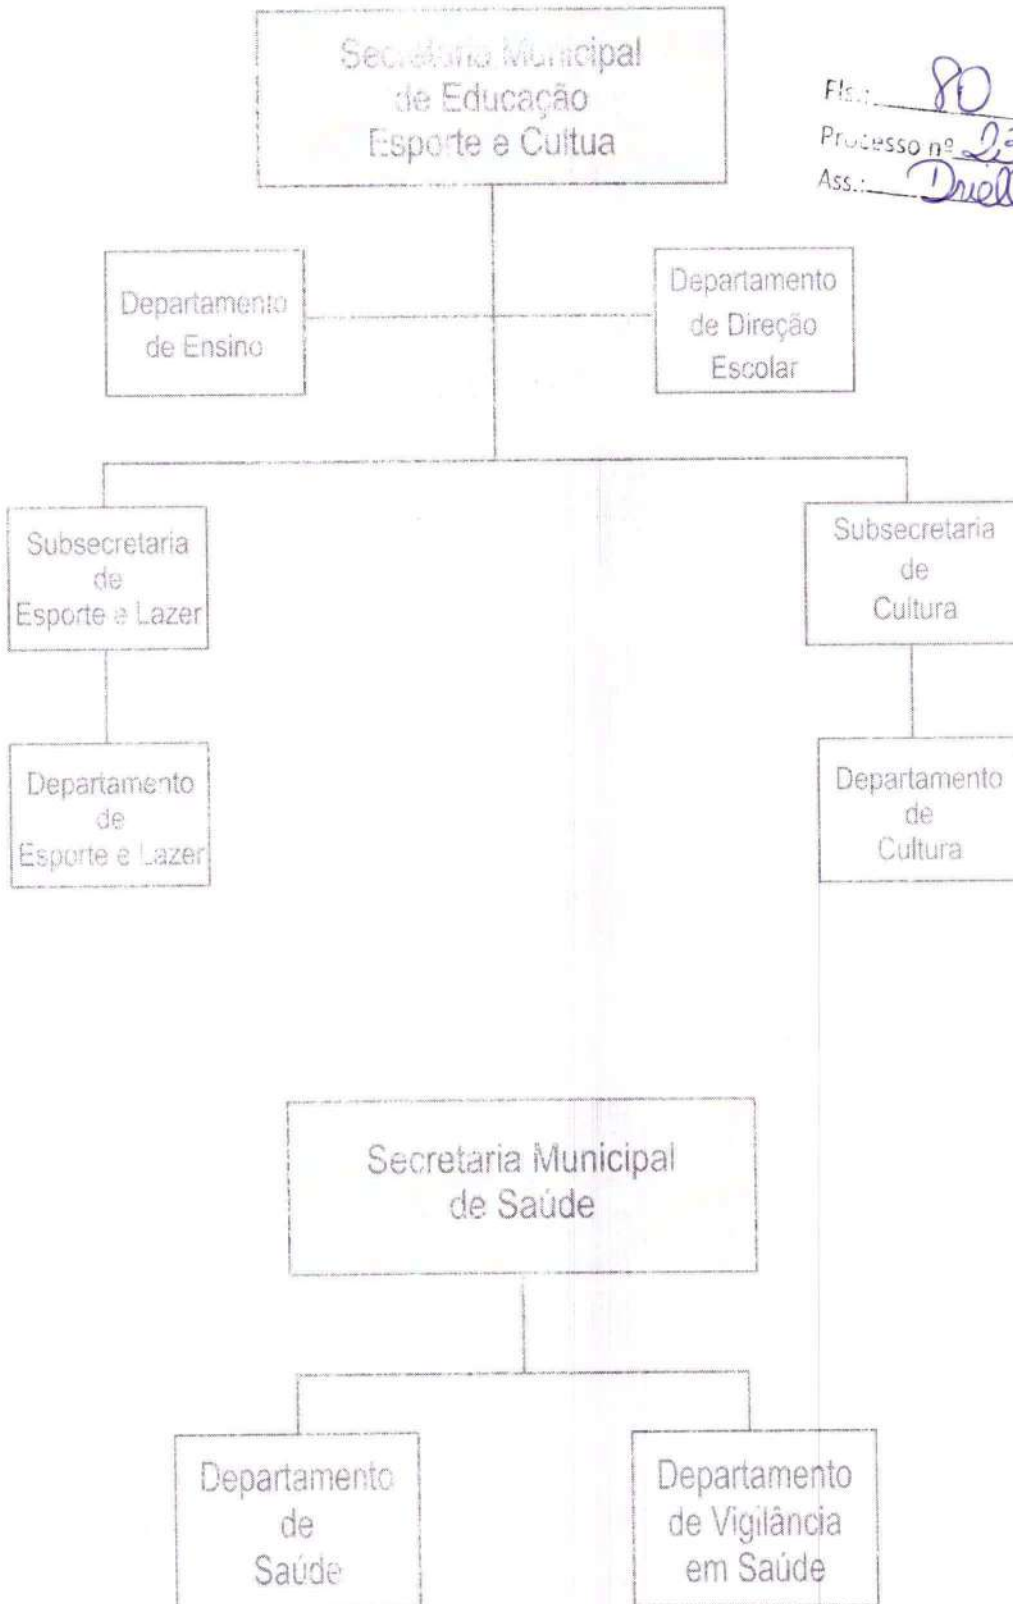 Secretaria Municipal
de Educação
Esporte e Cultua
Fls.: 80
Processo nº 23
Ass.:
Departamento
de Ensino
Departamento
de Direção
Escolar
Subsecretaria
de
Esporte e Lazer
Subsecretaria
de
Cultura
Departamento
de
Esporte e Lazer
Departamento
de
Cultura
Secretaria Municipal
de Saúde
Departamento
de
Saúde
Departamento
de Vigilância
em Saúde